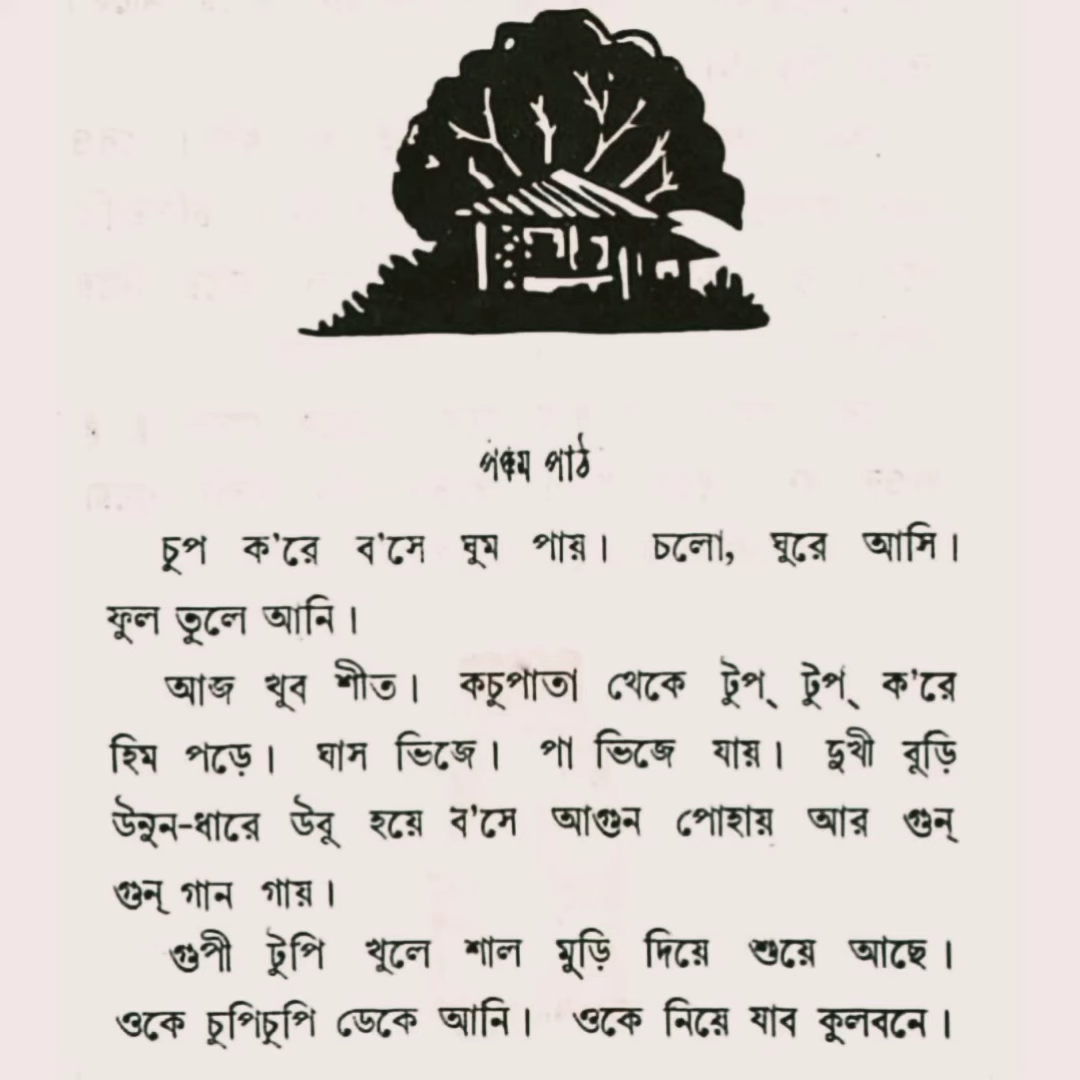 পঞ্চম পাঠ
চুপ ক'রে ব'সে ঘুম পায়। চলো, ঘুরে আসি।
ফুল তুলে আনি।
আজ খুব শীত। কচুপাতা থেকে টুপ্ টুপ্ ক'রে
হিম পড়ে। ঘাস ভিজে। পা ভিজে যায়। দুখী বুড়ি
উনুন-ধারে উবু হয়ে ব'সে আগুন পোহায় আর গুন্
গুন্ গান গায়।
গুপী টুপি খুলে শাল মুড়ি দিয়ে শুয়ে আছে।
ওকে চুপিচুপি ডেকে আনি। ওকে নিয়ে যাব কুলবনে।